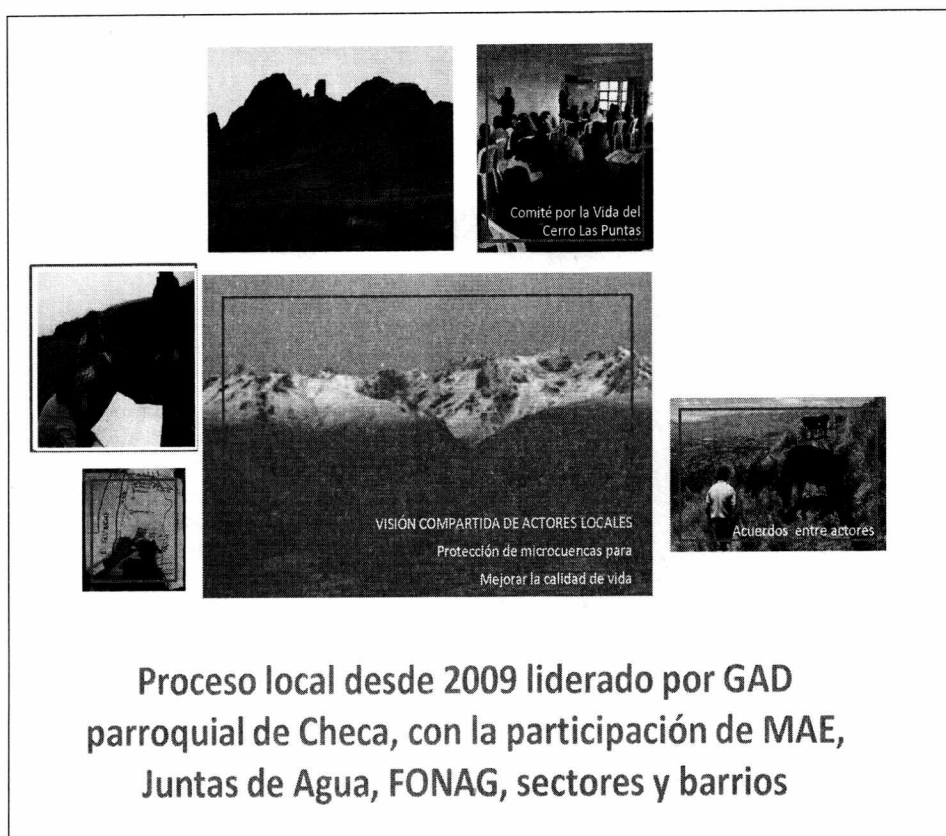 Comité por la Vida del
Cerro Las Puntas
VISIÓN COMPARTIDA DE ACTORES LOCALES
Protección de microcuencas para
Mejorar la calidad de vida
Acuerdos entre actores
Proceso local desde 2009 liderado por GAD
parroquial de Checa, con la participación de MAE,
Juntas de Agua, FONAG, sectores y barrios